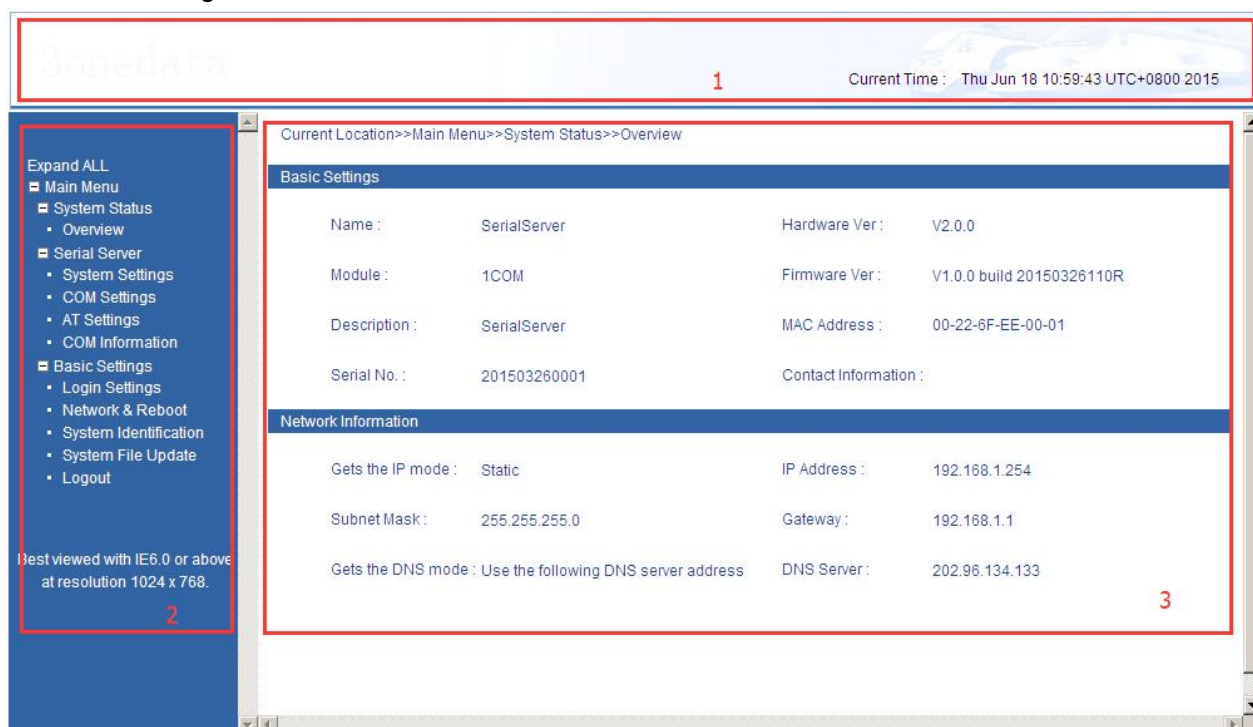 3onedata
1
Current Time : Thu Jun 18 10:59:43 UTC+0800 2015
Expand ALL
Main Menu
System Status
Overview
Serial Server
System Settings
COM Settings
AT Settings
COM Information
Basic Settings
Login Settings
Network & Reboot
System Identification
System File Update
Logout
Best viewed with IE6.0 or above
at resolution 1024 x 768.
2
Current Location>>Main Menu>>System Status>>Overview
Basic Settings
Name : SerialServer Hardware Ver : V2.0.0
Module : 1COM Firmware Ver : V1.0.0 build 20150326110R
Description : SerialServer MAC Address : 00-22-6F-EE-00-01
Serial No. : 201503260001 Contact Information :
Network Information
Gets the IP mode : Static IP Address : 192.168.1.254
Subnet Mask : 255.255.255.0 Gateway : 192.168.1.1
Gets the DNS mode : Use the following DNS server address DNS Server : 202.96.134.133
3